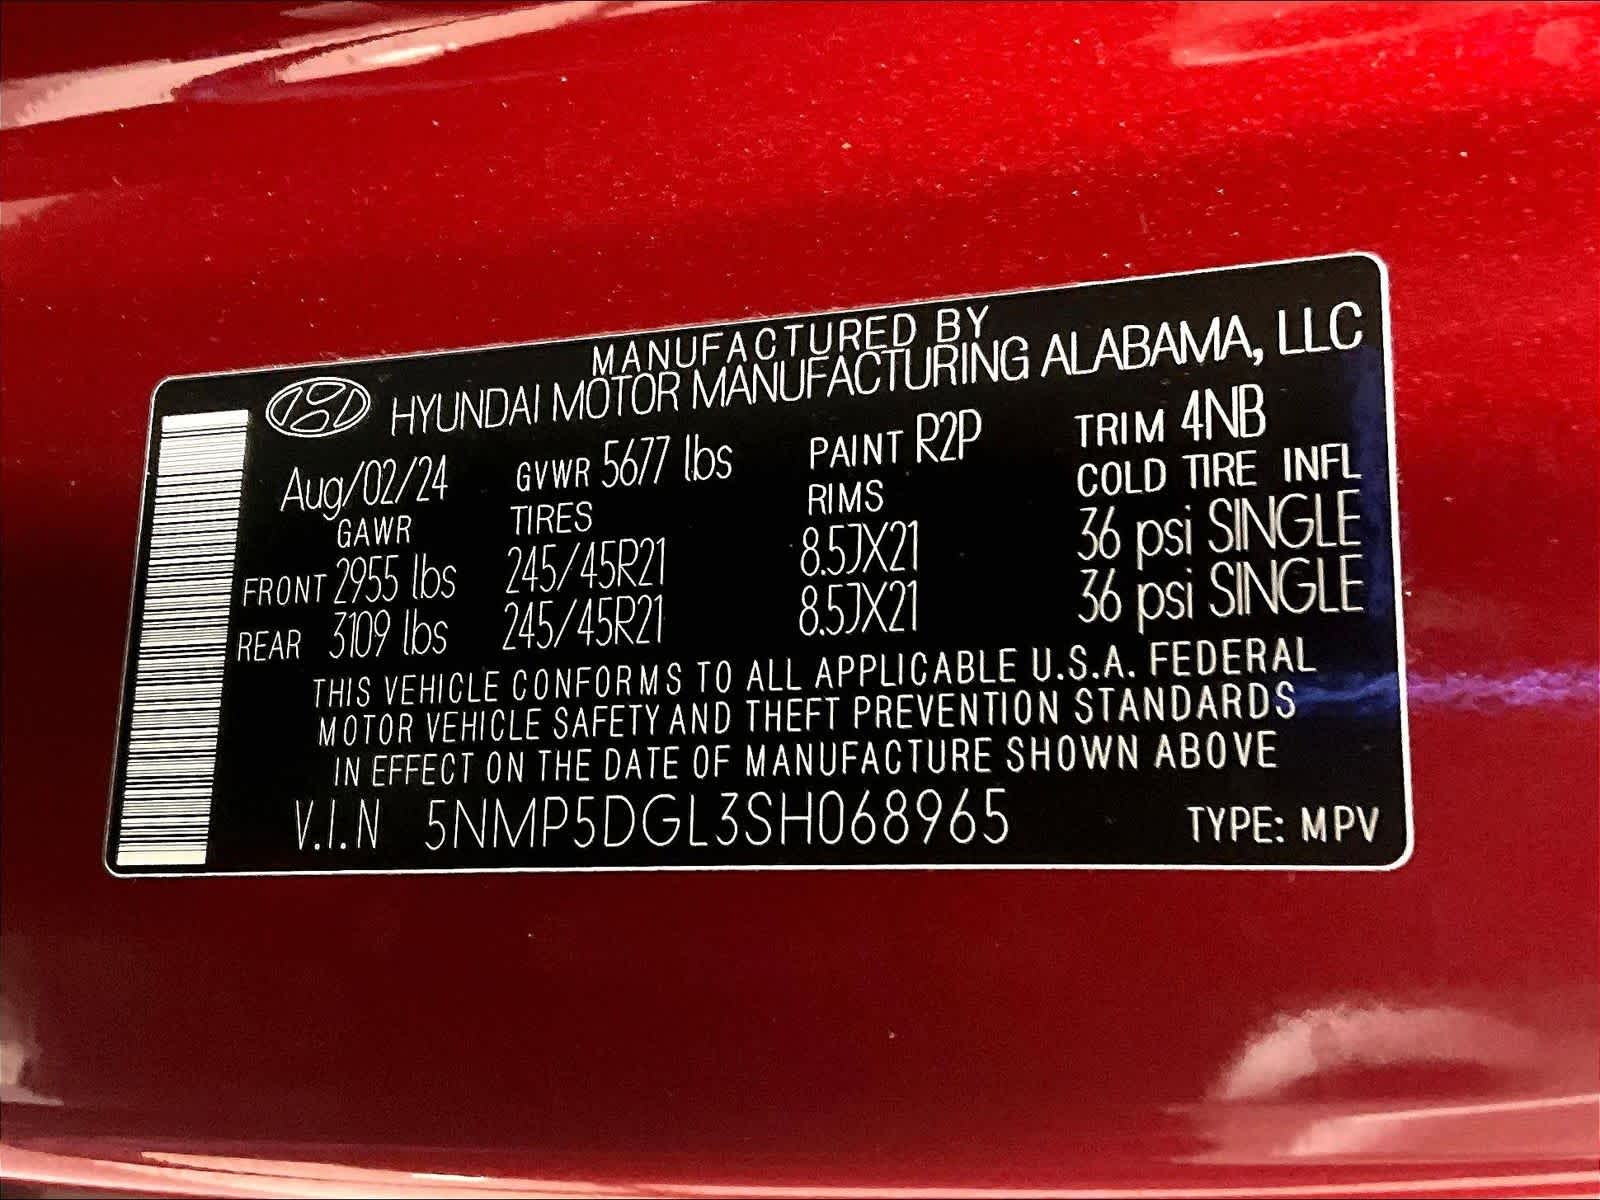 MANUFACTURED BY
HYUNDAI MOTOR MANUFACTURING ALABAMA, LLC
Aug/02/24 GVWR 5677 lbs PAINT R2P TRIM 4NB
GAWR TIRES RIMS COLD TIRE INFL
FRONT 2955 lbs 245/45R21 8.5JX21 36 psi SINGLE
REAR 3109 lbs 245/45R21 8.5JX21 36 psi SINGLE
THIS VEHICLE CONFORMS TO ALL APPLICABLE U.S.A. FEDERAL
MOTOR VEHICLE SAFETY AND THEFT PREVENTION STANDARDS
IN EFFECT ON THE DATE OF MANUFACTURE SHOWN ABOVE
V.I.N 5NMP5DGL3SH068965 TYPE: MPV